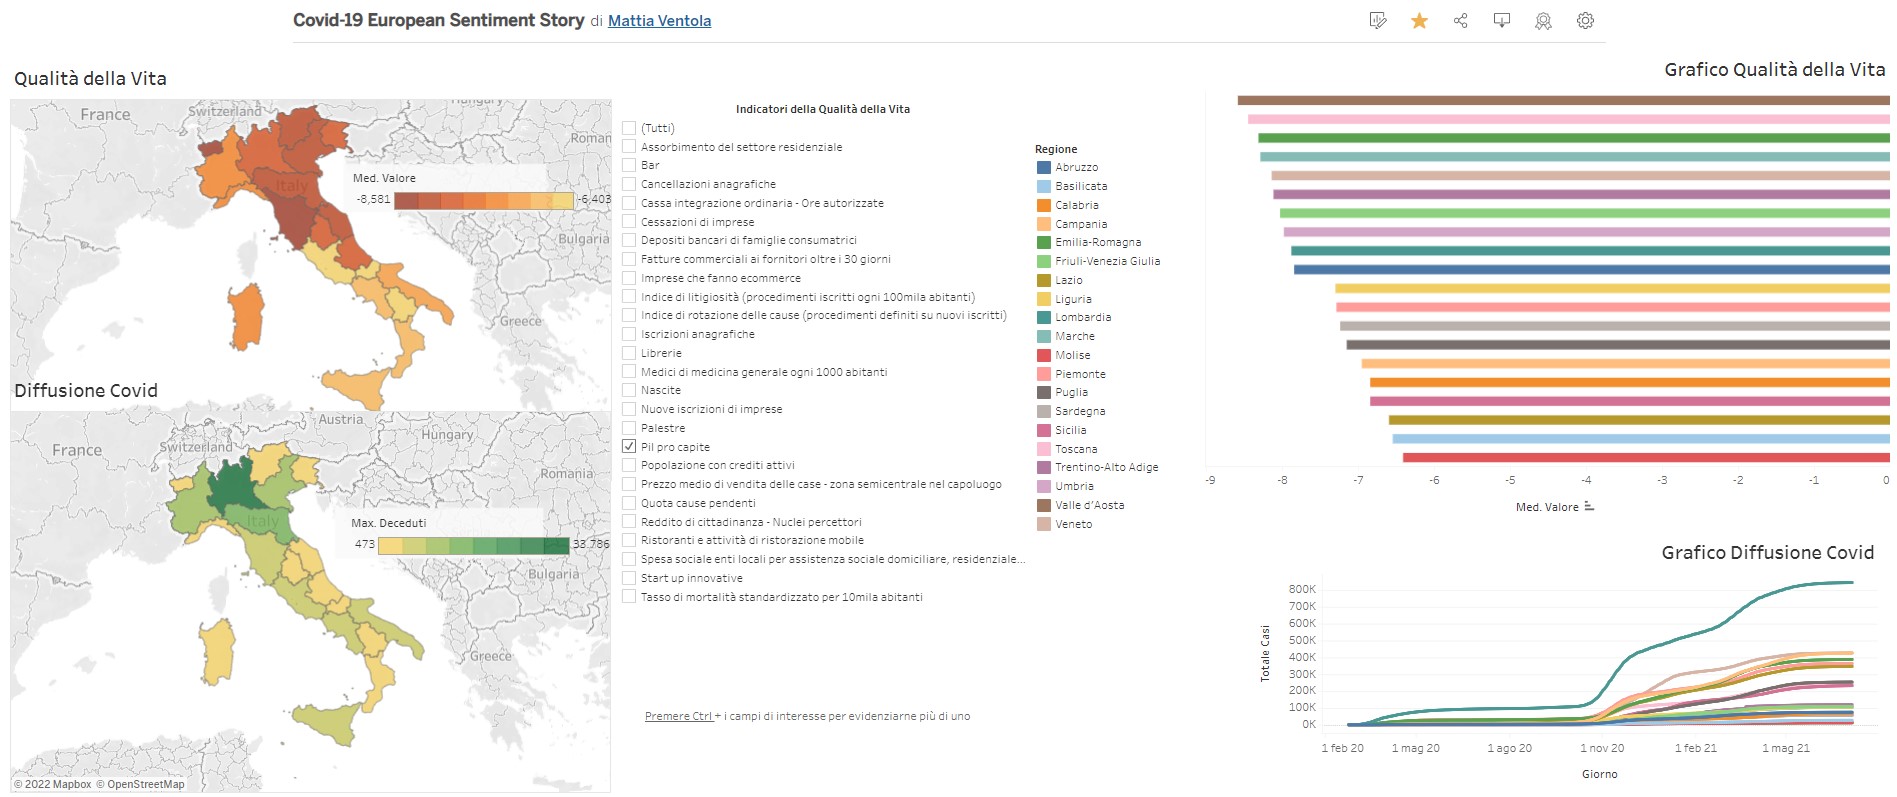 Covid-19 European Sentiment Story di Mattia Ventola
Qualità della Vita
France
Switzerland
Hungary
Roman
Italy
Bulgaria
Greece
Med. Valore
-8,581
-6,403
Diffusione Covid
Austria
France
Switzerland
Hungary
Romania
Italy
Bulgaria
Greece
Max. Deceduti
473
33.786
© 2022 Mapbox © OpenStreetMap
Indicatori della Qualità della Vita
(Tutti)
Assorbimento del settore residenziale
Bar
Cancellazioni anagrafiche
Cassa integrazione ordinaria - Ore autorizzate
Cessazioni di imprese
Depositi bancari di famiglie consumatrici
Fatture commerciali ai fornitori oltre i 30 giorni
Imprese che fanno ecommerce
Indice di litigiosità (procedimenti iscritti ogni 100mila abitanti)
Indice di rotazione delle cause (procedimenti definiti su nuovi iscritti)
Iscrizioni anagrafiche
Librerie
Medici di medicina generale ogni 1000 abitanti
Nascite
Nuove iscrizioni di imprese
Palestre
Pil pro capite
Popolazione con crediti attivi
Prezzo medio di vendita delle case - zona semicentrale nel capoluogo
Quota cause pendenti
Reddito di cittadinanza - Nuclei percettori
Ristoranti e attività di ristorazione mobile
Spesa sociale enti locali per assistenza sociale domiciliare, residenziale...
Start up innovative
Tasso di mortalità standardizzato per 10mila abitanti
Premere Ctrl + i campi di interesse per evidenziarne più di uno
Regione
Abruzzo
Basilicata
Calabria
Campania
Emilia-Romagna
Friuli-Venezia Giulia
Lazio
Liguria
Lombardia
Marche
Molise
Piemonte
Puglia
Sardegna
Sicilia
Toscana
Trentino-Alto Adige
Umbria
Valle d'Aosta
Veneto
Grafico Qualità della Vita
-9 -8 -7 -6 -5 -4 -3 -2 -1 0
Med. Valore
Grafico Diffusione Covid
Totale Casi
800K
700K
600K
500K
400K
300K
200K
100K
0K
1 feb 20 1 mag 20 1 ago 20 1 nov 20 1 feb 21 1 mag 21
Giorno